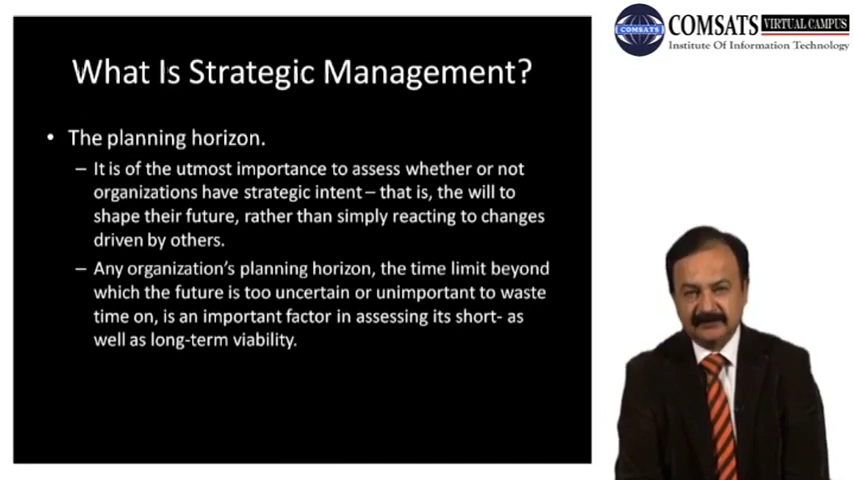 COMSATS
COMSATS VIRTUAL CAMPUS
Institute Of Information Technology
What Is Strategic Management?
• The planning horizon.
– It is of the utmost importance to assess whether or not
organizations have strategic intent – that is, the will to
shape their future, rather than simply reacting to changes
driven by others.
– Any organization's planning horizon, the time limit beyond
which the future is too uncertain or unimportant to waste
time on, is an important factor in assessing its short- as
well as long-term viability.